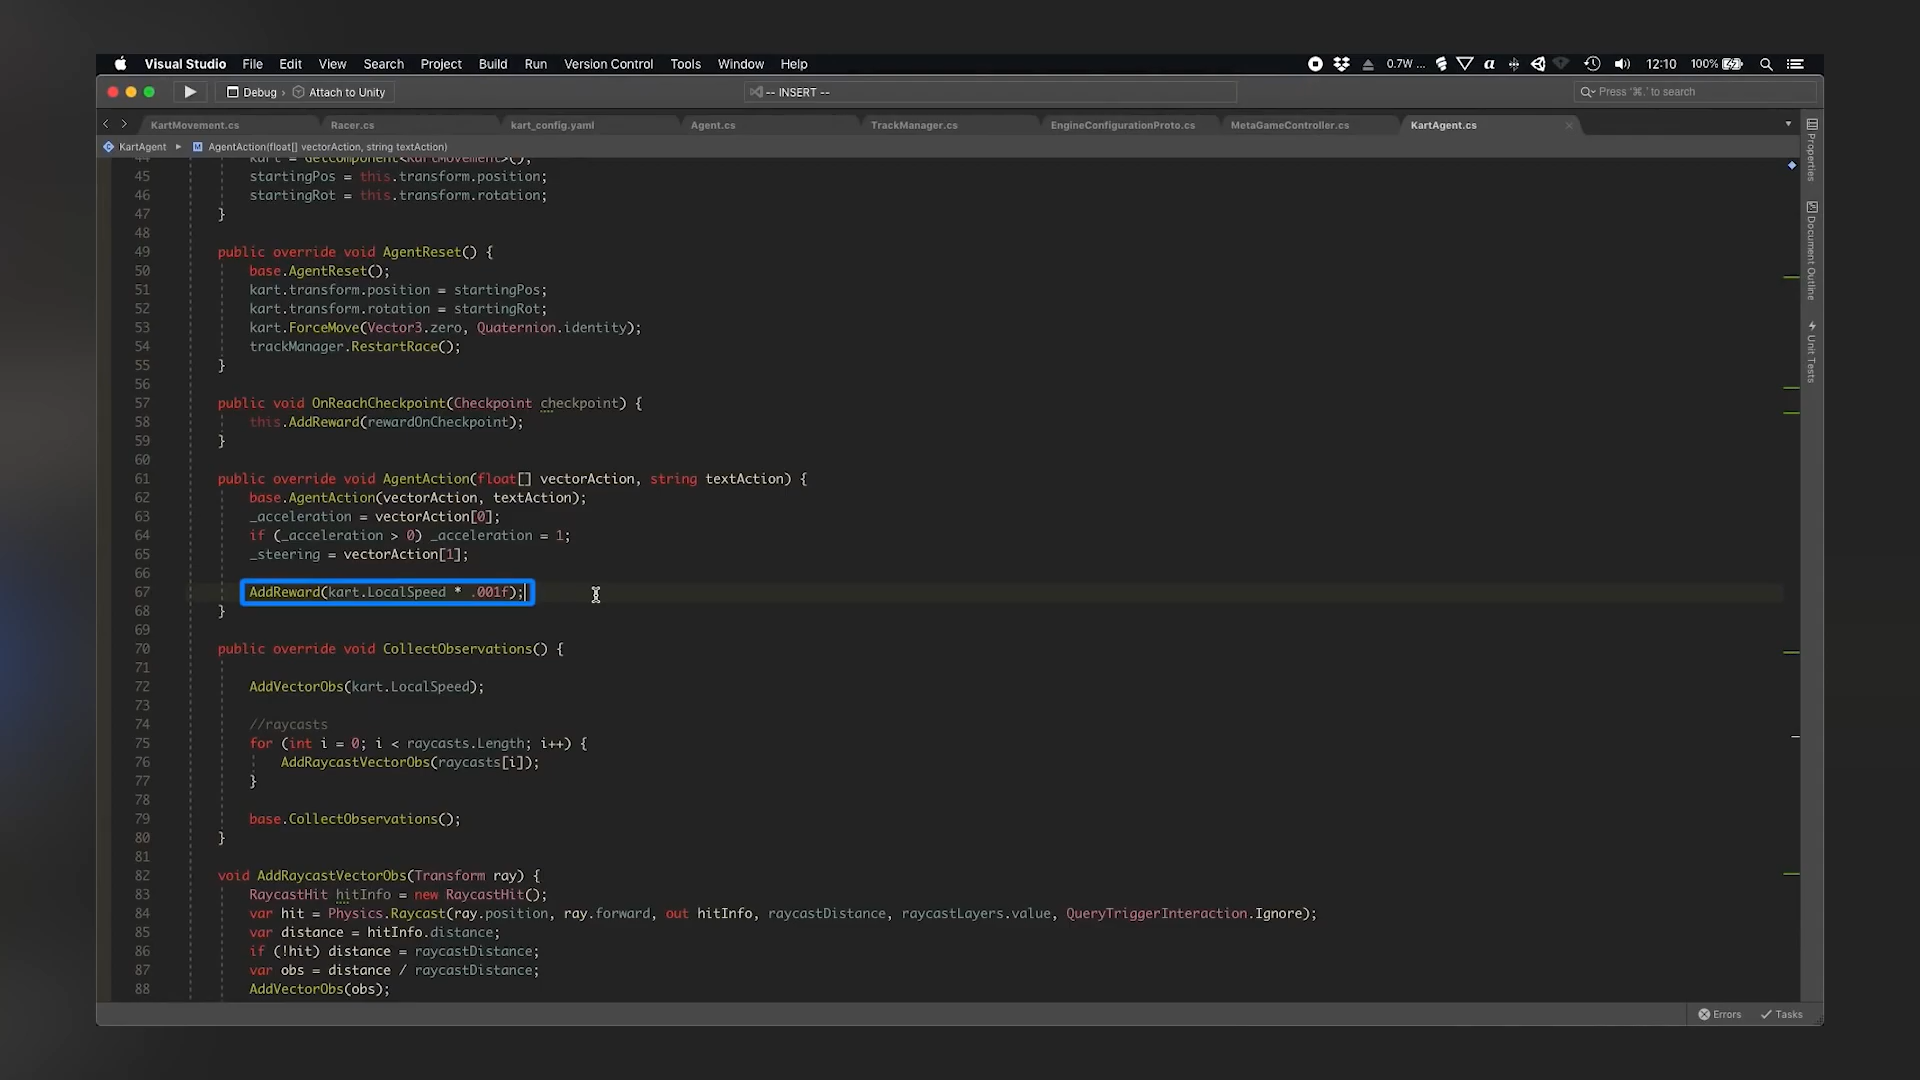 Visual Studio File Edit View Search Project Build Run Version Control Tools Window Help 0.7W ... 12:10 100%
Debug › Attach to Unity -- INSERT -- Press '⌘.' to search
KartMovement.cs Racer.cs kart_config.yaml Agent.cs TrackManager.cs EngineConfigurationProto.cs MetaGameController.cs KartAgent.cs
KartAgent AgentAction(float[] vectorAction, string textAction)
44 kart = GetComponent<KartMovement>();
45 startingPos = this.transform.position;
46 startingRot = this.transform.rotation;
47 }
48
49 public override void AgentReset() {
50 base.AgentReset();
51 kart.transform.position = startingPos;
52 kart.transform.rotation = startingRot;
53 kart.ForceMove(Vector3.zero, Quaternion.identity);
54 trackManager.RestartRace();
55 }
56
57 public void OnReachCheckpoint(Checkpoint checkpoint) {
58 this.AddReward(rewardOnCheckpoint);
59 }
60
61 public override void AgentAction(float[] vectorAction, string textAction) {
62 base.AgentAction(vectorAction, textAction);
63 _acceleration = vectorAction[0];
64 if (_acceleration > 0) _acceleration = 1;
65 _steering = vectorAction[1];
66
67 AddReward(kart.LocalSpeed * .001f);
68 }
69
70 public override void CollectObservations() {
71
72 AddVectorObs(kart.LocalSpeed);
73
74 //raycasts
75 for (int i = 0; i < raycasts.Length; i++) {
76 AddRaycastVectorObs(raycasts[i]);
77 }
78
79 base.CollectObservations();
80 }
81
82 void AddRaycastVectorObs(Transform ray) {
83 RaycastHit hitInfo = new RaycastHit();
84 var hit = Physics.Raycast(ray.position, ray.forward, out hitInfo, raycastDistance, raycastLayers.value, QueryTriggerInteraction.Ignore);
85 var distance = hitInfo.distance;
86 if (!hit) distance = raycastDistance;
87 var obs = distance / raycastDistance;
88 AddVectorObs(obs);
Properties
Document Outline
Unit Tests
Errors Tasks